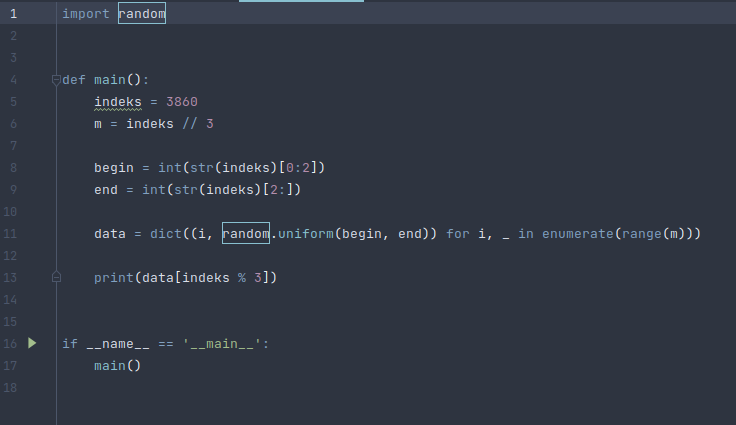 1 import random
2
3
4 def main():
5     indeks = 3860
6     m = indeks // 3
7
8     begin = int(str(indeks)[0:2])
9     end = int(str(indeks)[2:])
10
11     data = dict((i, random.uniform(begin, end)) for i, _ in enumerate(range(m)))
12
13     print(data[indeks % 3])
14
15
16 if __name__ == '__main__':
17     main()
18